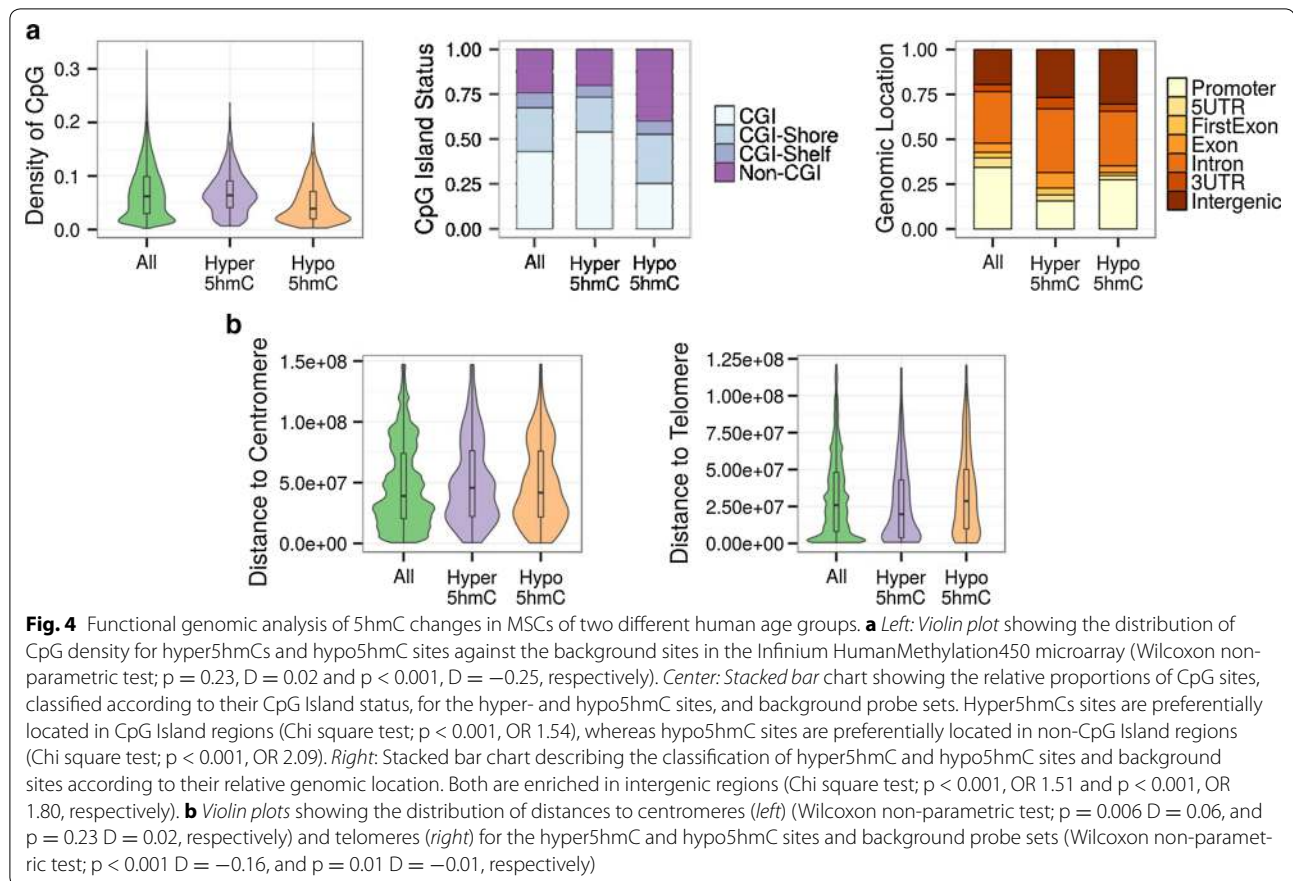 a
Density of CpG
0.3
0.2
0.1
0.0
All
Hyper
5hmC
Hypo
5hmC
CpG Island Status
1.00
0.75
0.50
0.25
0.00
All
Hyper
5hmC
Hypo
5hmC
CGI
CGI-Shore
CGI-Shelf
Non-CGI
Genomic Location
1.00
0.75
0.50
0.25
0.00
All
Hyper
5hmC
Hypo
5hmC
Promoter
5UTR
FirstExon
Exon
Intron
3UTR
Intergenic
b
Distance to Centromere
1.5e+08
1.0e+08
5.0e+07
0.0e+00
All
Hyper
5hmC
Hypo
5hmC
Distance to Telomere
1.25e+08
1.00e+08
7.50e+07
5.00e+07
2.50e+07
0.00e+00
All
Hyper
5hmC
Hypo
5hmC
Fig. 4 Functional genomic analysis of 5hmC changes in MSCs of two different human age groups. a Left: Violin plot showing the distribution of
CpG density for hyper5hmCs and hypo5hmC sites against the background sites in the Infinium HumanMethylation450 microarray (Wilcoxon non-
parametric test; p = 0.23, D = 0.02 and p < 0.001, D = −0.25, respectively). Center: Stacked bar chart showing the relative proportions of CpG sites,
classified according to their CpG Island status, for the hyper- and hypo5hmC sites, and background probe sets. Hyper5hmCs sites are preferentially
located in CpG Island regions (Chi square test; p < 0.001, OR 1.54), whereas hypo5hmC sites are preferentially located in non-CpG Island regions
(Chi square test; p < 0.001, OR 2.09). Right: Stacked bar chart describing the classification of hyper5hmC and hypo5hmC sites and background
sites according to their relative genomic location. Both are enriched in intergenic regions (Chi square test; p < 0.001, OR 1.51 and p < 0.001, OR
1.80, respectively). b Violin plots showing the distribution of distances to centromeres (left) (Wilcoxon non-parametric test; p = 0.006 D = 0.06, and
p = 0.23 D = 0.02, respectively) and telomeres (right) for the hyper5hmC and hypo5hmC sites and background probe sets (Wilcoxon non-paramet-
ric test; p < 0.001 D = −0.16, and p = 0.01 D = −0.01, respectively)